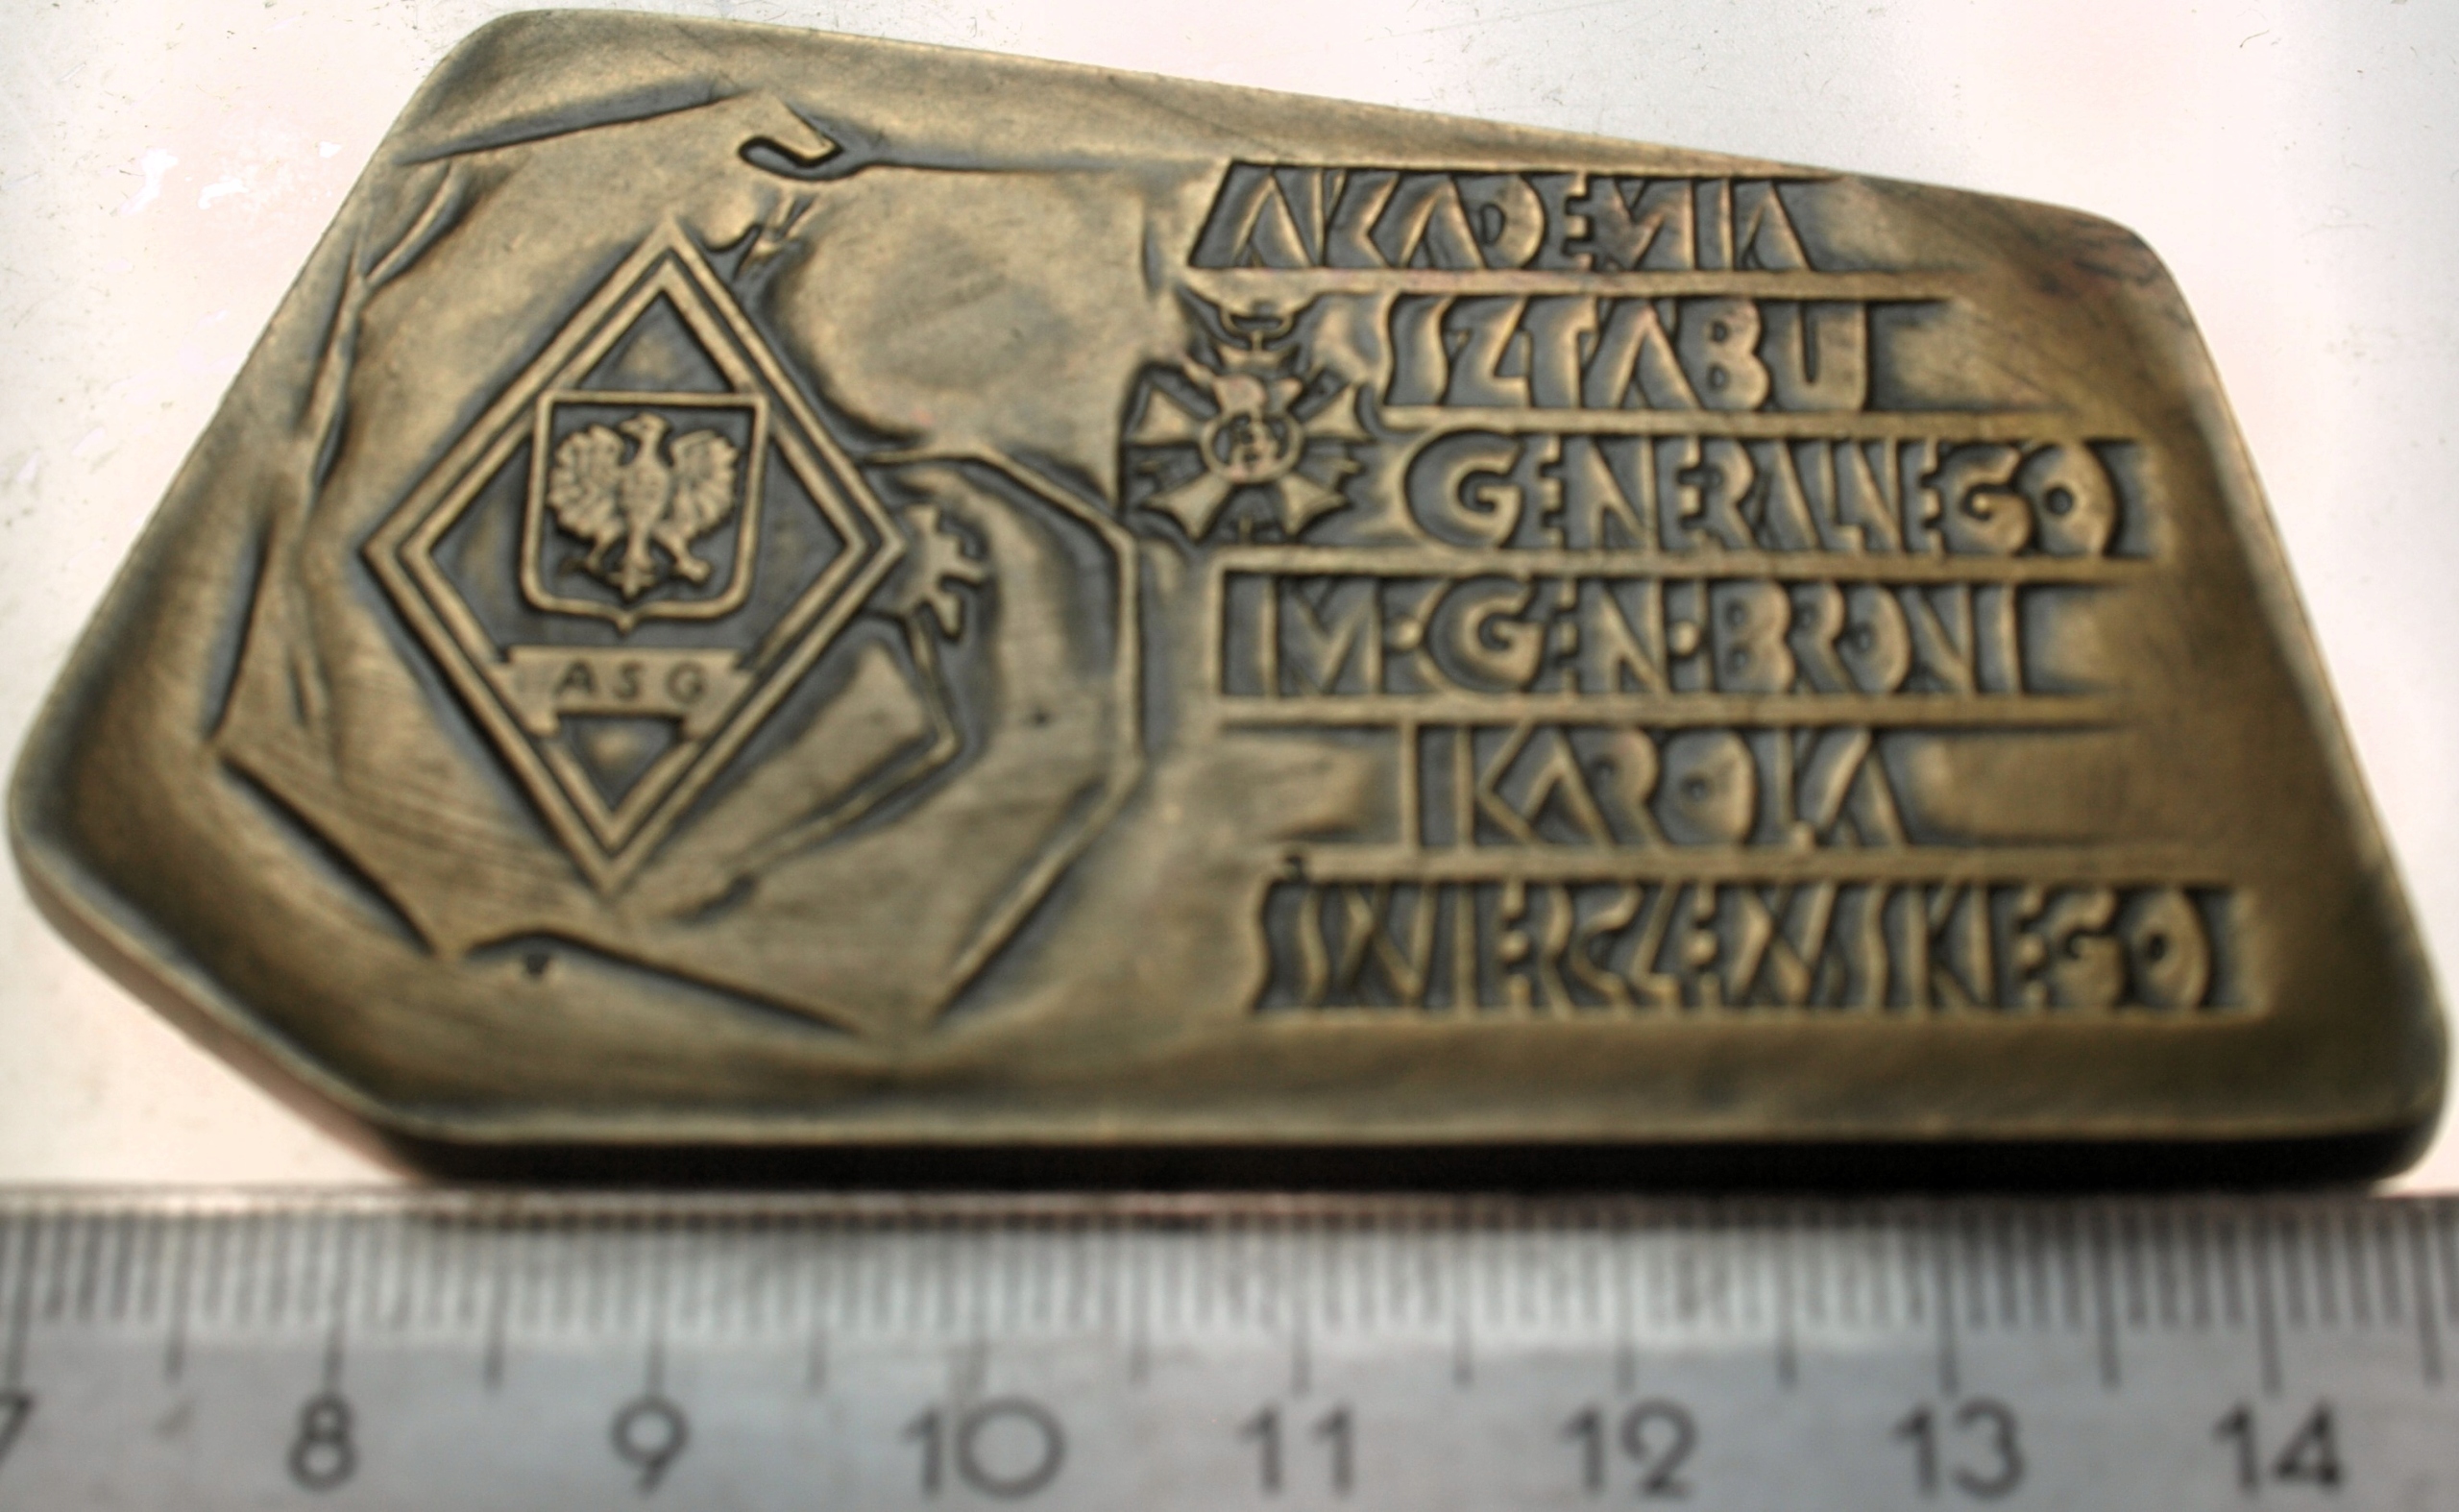 AKADEMIA
SZTABU
GENERALNEGO
IM·GEN·BRONI
KAROLA
ŚWIERCZEWSKIEGO
ASG
7 8 9 10 11 12 13 14